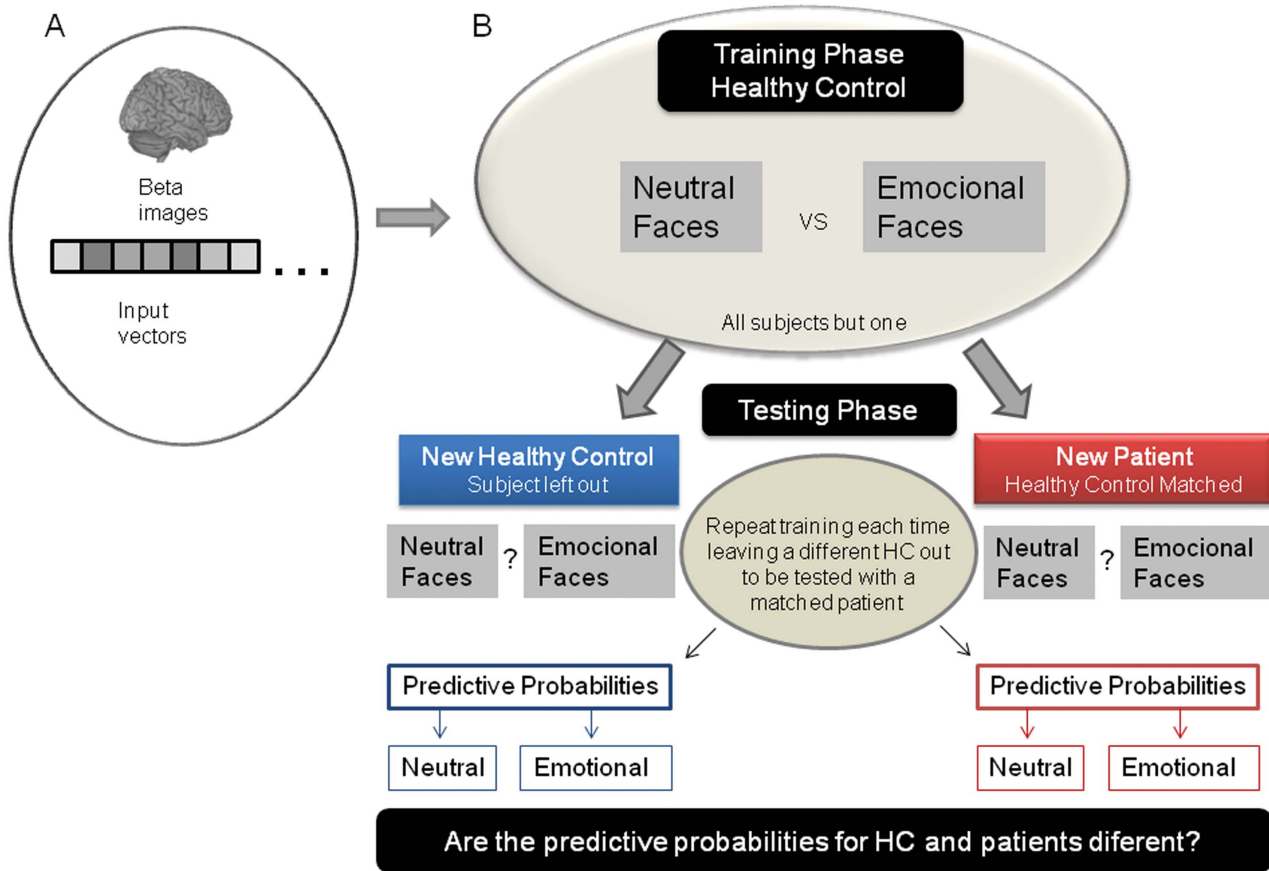 A
Beta
images
. . .
Input
vectors
B
Training Phase
Healthy Control
Neutral
Faces
vs
Emocional
Faces
All subjects but one
Testing Phase
New Healthy Control
Subject left out
Neutral
Faces
?
Emocional
Faces
Repeat training each time
leaving a different HC out
to be tested with a
matched patient
New Patient
Healthy Control Matched
Neutral
Faces
?
Emocional
Faces
Predictive Probabilities
Neutral
Emotional
Predictive Probabilities
Neutral
Emotional
Are the predictive probabilities for HC and patients diferent?